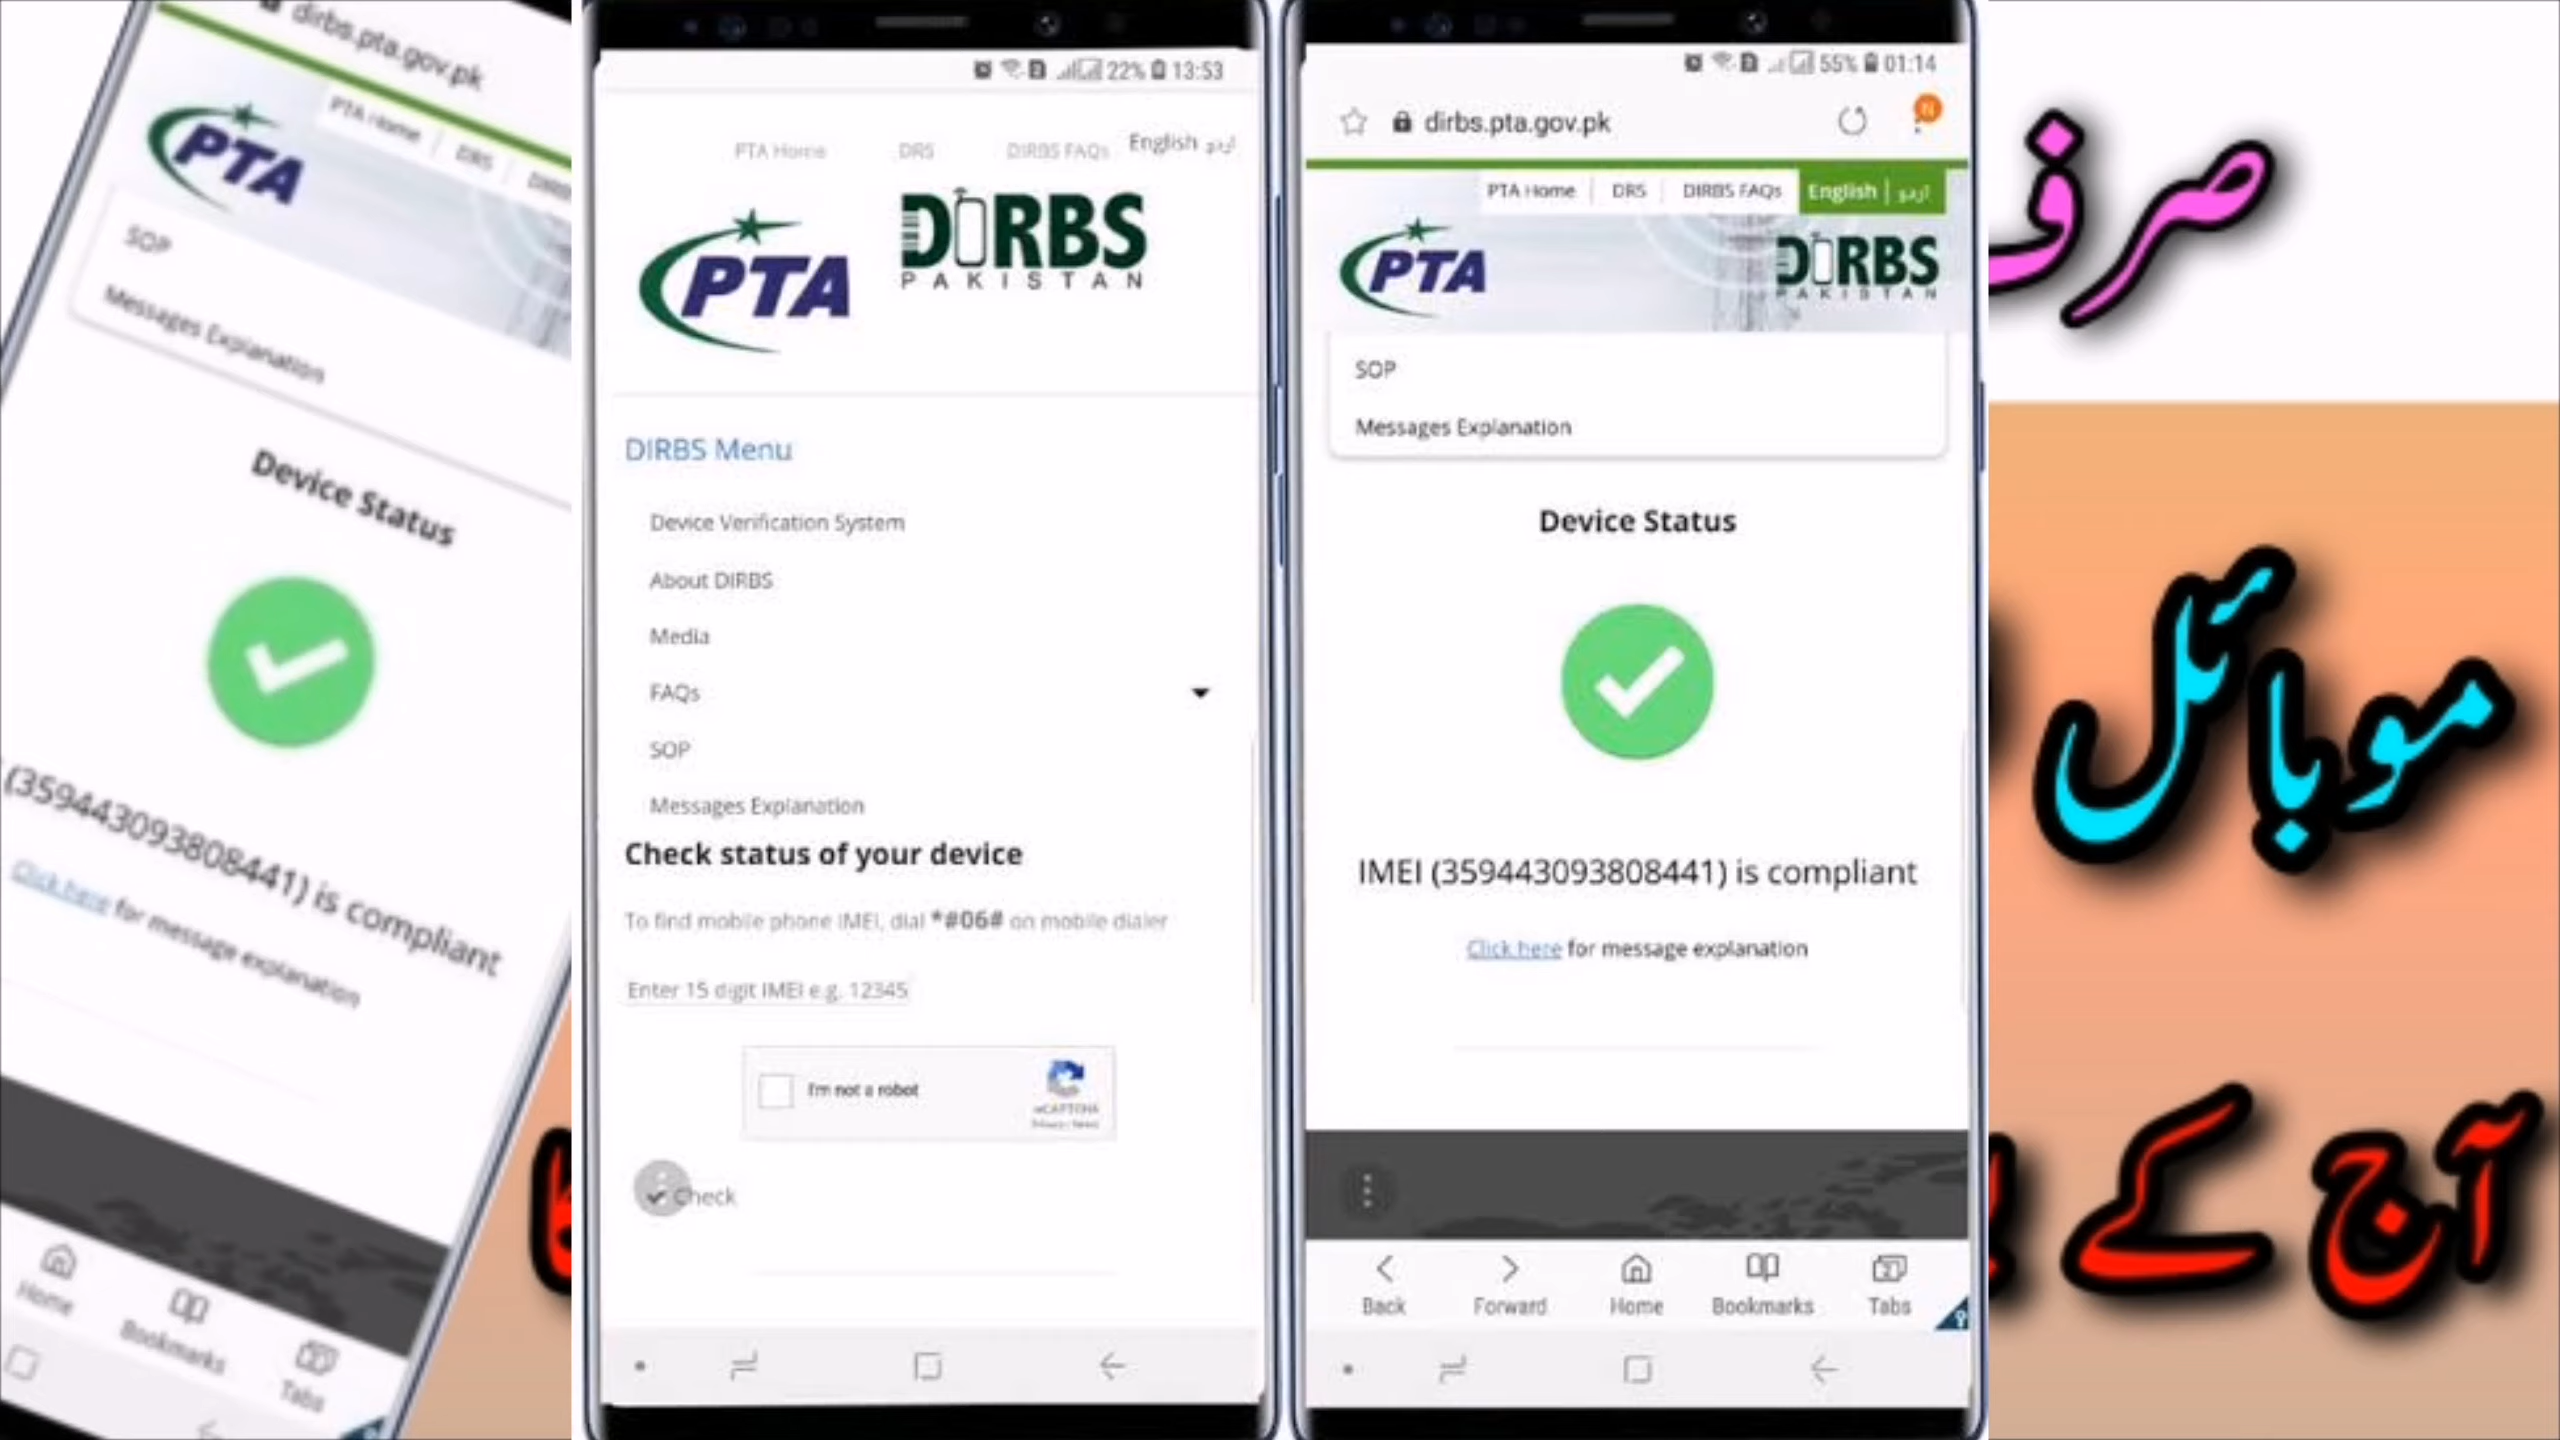 dirbs.pta.gov.pk
PTA Home
DRS
PTA
SOP
Messages Explanation
Device Status
(359443093808441) is compliant
Click here for message explanation
Home
Bookmarks
Tabs
22% 13:53
PTA Home DRS DIRBS FAQs English اردو
PTA
DIRBS
PAKISTAN
DIRBS Menu
Device Verification System
About DIRBS
Media
FAQs
SOP
Messages Explanation
Check status of your device
To find mobile phone IMEI, dial *#06# on mobile dialer
Enter 15 digit IMEI e.g. 12345
I'm not a robot
reCAPTCHA
Check
55% 01:14
dirbs.pta.gov.pk
N
PTA Home DRS DIRBS FAQs English اردو
PTA
DIRBS
PAKISTAN
SOP
Messages Explanation
Device Status
IMEI (359443093808441) is compliant
Click here for message explanation
Back Forward Home Bookmarks Tabs
صرف
موبائل
آج کے